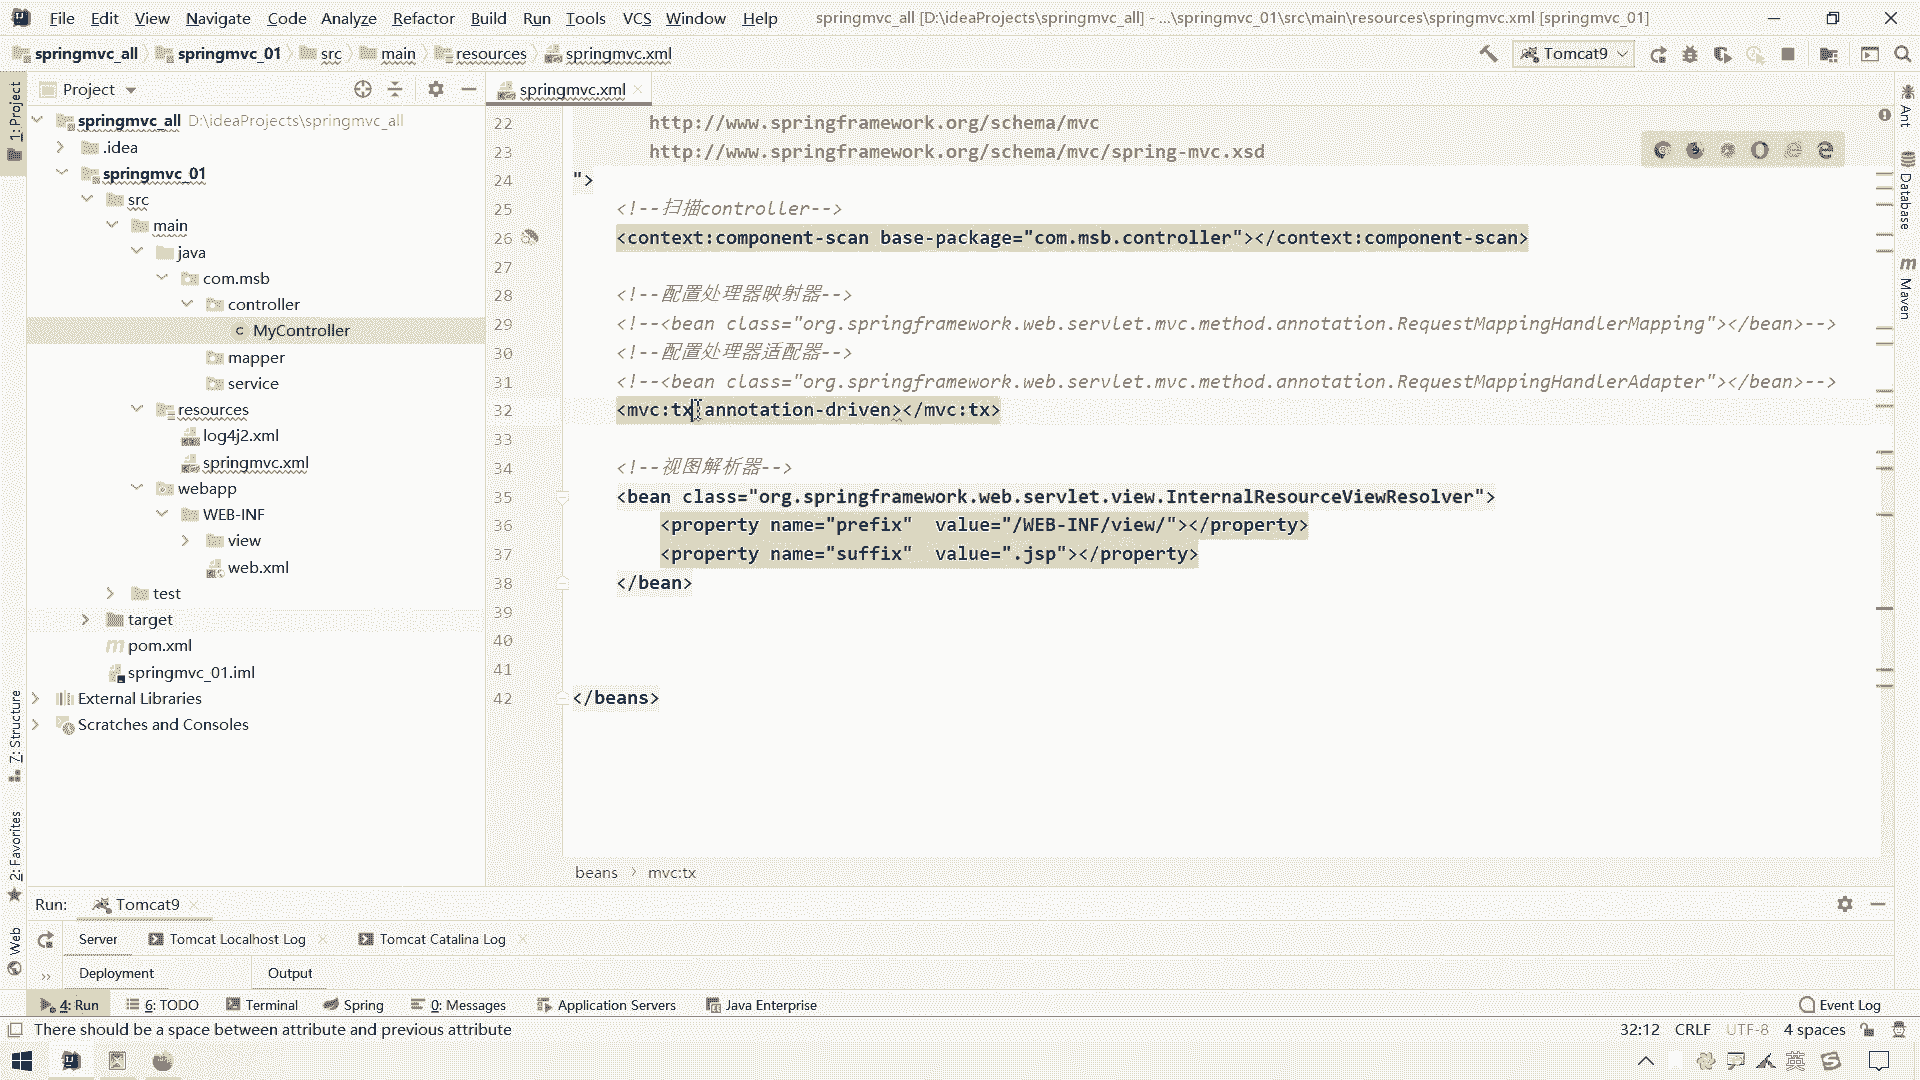 File Edit View Navigate Code Analyze Refactor Build Run Tools VCS Window Help springmvc_all [D:\ideaProjects\springmvc_all] - ...\springmvc_01\src\main\resources\springmvc.xml [springmvc_01]
springmvc_all springmvc_01 src main resources springmvc.xml Tomcat9
Project springmvc.xml
1: Project
springmvc_all D:\ideaProjects\springmvc_all
.idea
springmvc_01
src
main
java
com.msb
controller
MyController
mapper
service
resources
log4j2.xml
springmvc.xml
webapp
WEB-INF
view
web.xml
test
target
pom.xml
springmvc_01.iml
External Libraries
Scratches and Consoles
22 http://www.springframework.org/schema/mvc
23 http://www.springframework.org/schema/mvc/spring-mvc.xsd
24 ">
25 <!--扫描controller-->
26 <context:component-scan base-package="com.msb.controller"></context:component-scan>
27
28 <!--配置处理器映射器-->
29 <!--<bean class="org.springframework.web.servlet.mvc.method.annotation.RequestMappingHandlerMapping"></bean>-->
30 <!--配置处理器适配器-->
31 <!--<bean class="org.springframework.web.servlet.mvc.method.annotation.RequestMappingHandlerAdapter"></bean>-->
32 <mvc:tx:annotation-driven></mvc:tx>
33
34 <!--视图解析器-->
35 <bean class="org.springframework.web.servlet.view.InternalResourceViewResolver">
36 <property name="prefix" value="/WEB-INF/view/"></property>
37 <property name="suffix" value=".jsp"></property>
38 </bean>
39
40
41
42 </beans>
beans mvc:tx
Ant
Database
Maven
7: Structure
2: Favorites
Web
Run: Tomcat9
Server Tomcat Localhost Log Tomcat Catalina Log
Deployment Output
4: Run 6: TODO Terminal Spring 0: Messages Application Servers Java Enterprise Event Log
There should be a space between attribute and previous attribute 32:12 CRLF UTF-8 4 spaces
英